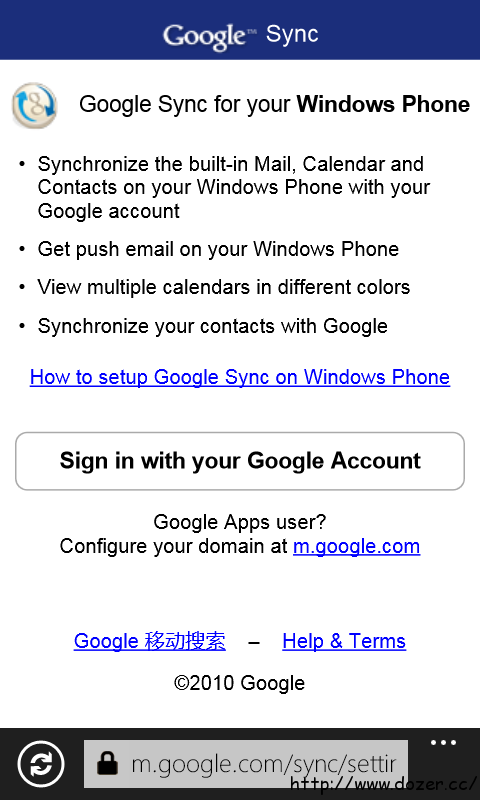 Google™ Sync
Google Sync for your Windows Phone
• Synchronize the built-in Mail, Calendar and
Contacts on your Windows Phone with your
Google account
• Get push email on your Windows Phone
• View multiple calendars in different colors
• Synchronize your contacts with Google
How to setup Google Sync on Windows Phone
Sign in with your Google Account
Google Apps user?
Configure your domain at m.google.com
Google 移动搜索 – Help & Terms
©2010 Google
m.google.com/sync/settin
http://www.dozer.cc/